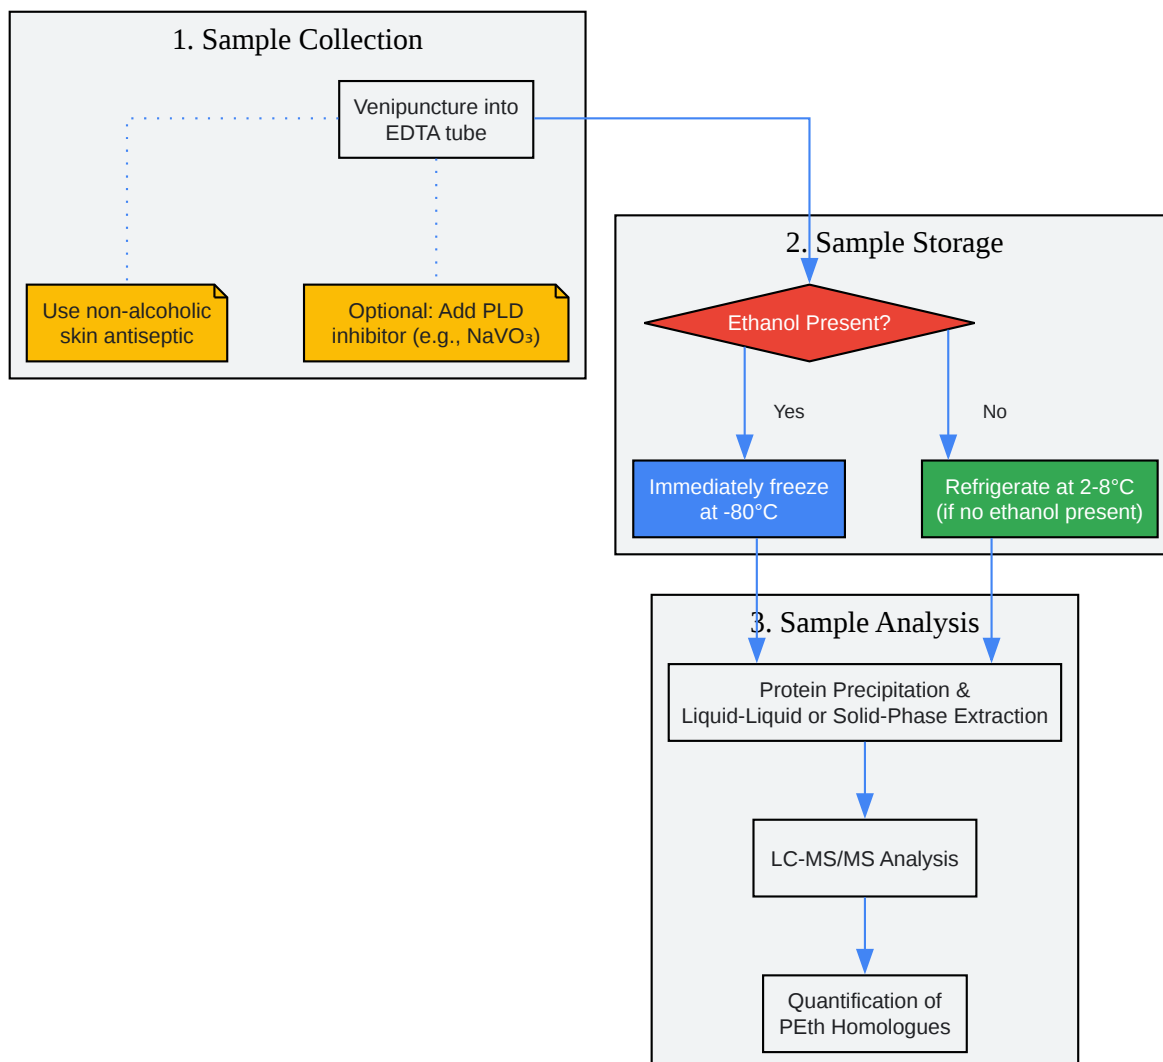 1. Sample Collection
Venipuncture into
EDTA tube
Use non-alcoholic
skin antiseptic
Optional: Add PLD
inhibitor (e.g., NaVO₃)
2. Sample Storage
Ethanol Present?
Yes
No
Immediately freeze
at -80°C
Refrigerate at 2-8°C
(if no ethanol present)
3. Sample Analysis
Protein Precipitation &
Liquid-Liquid or Solid-Phase Extraction
LC-MS/MS Analysis
Quantification of
PEth Homologues